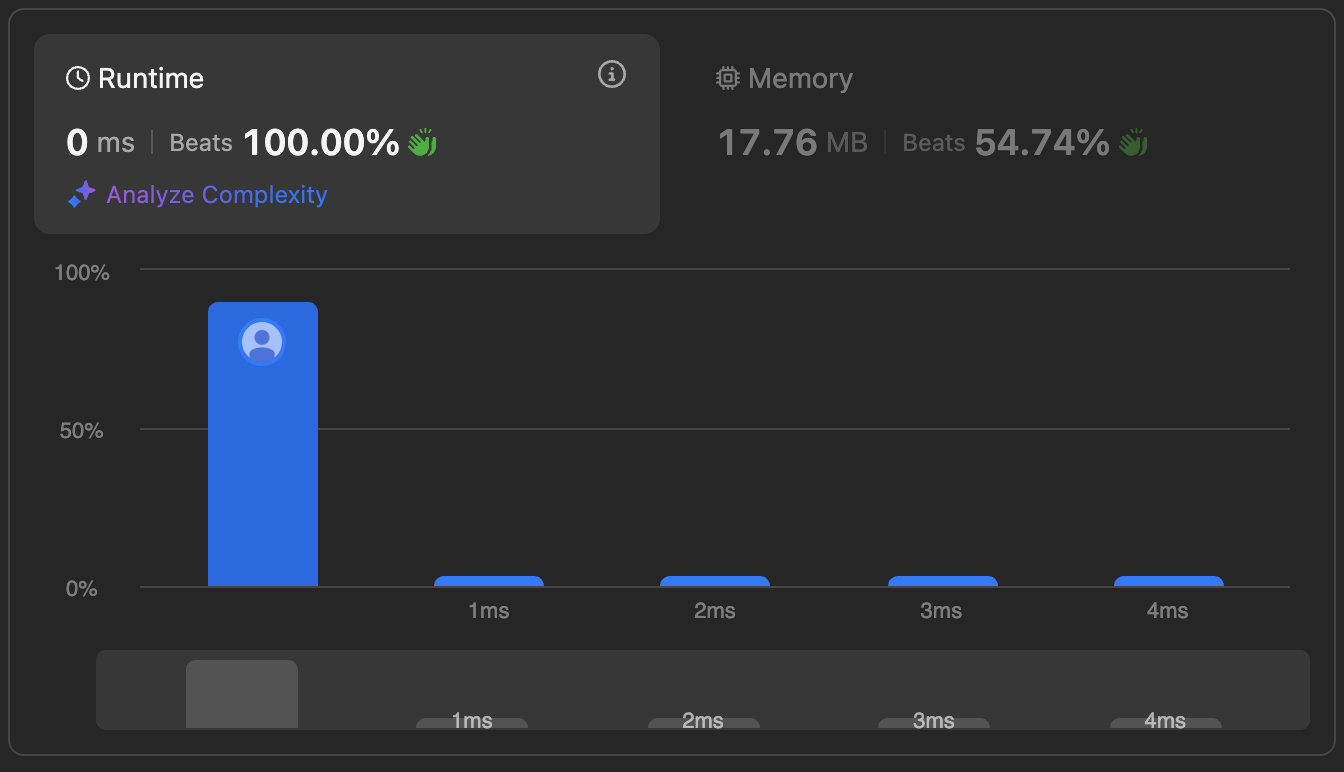 Runtime
0 ms | Beats 100.00%
Analyze Complexity
Memory
17.76 MB | Beats 54.74%
100%
50%
0%
1ms 2ms 3ms 4ms
1ms 2ms 3ms 4ms